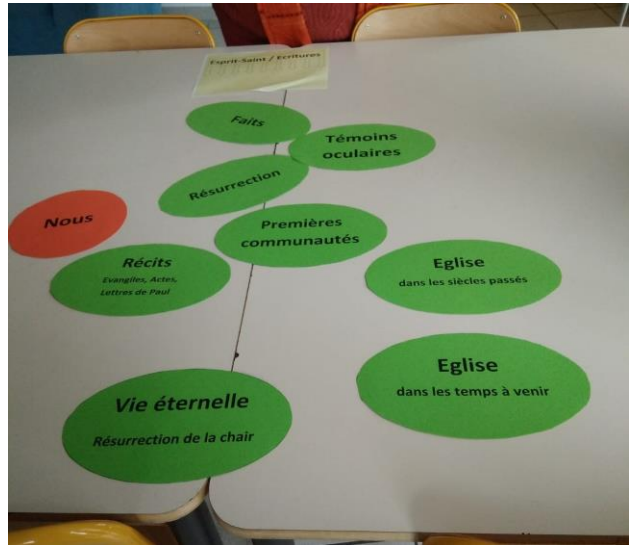 Esprit-Saint / Ecritures
Faits
Témoins
oculaires
Résurrection
Nous
Premières
communautés
Récits
Evangiles, Actes,
Lettres de Paul
Eglise
dans les siècles passés
Eglise
dans les temps à venir
Vie éternelle
Résurrection de la chair